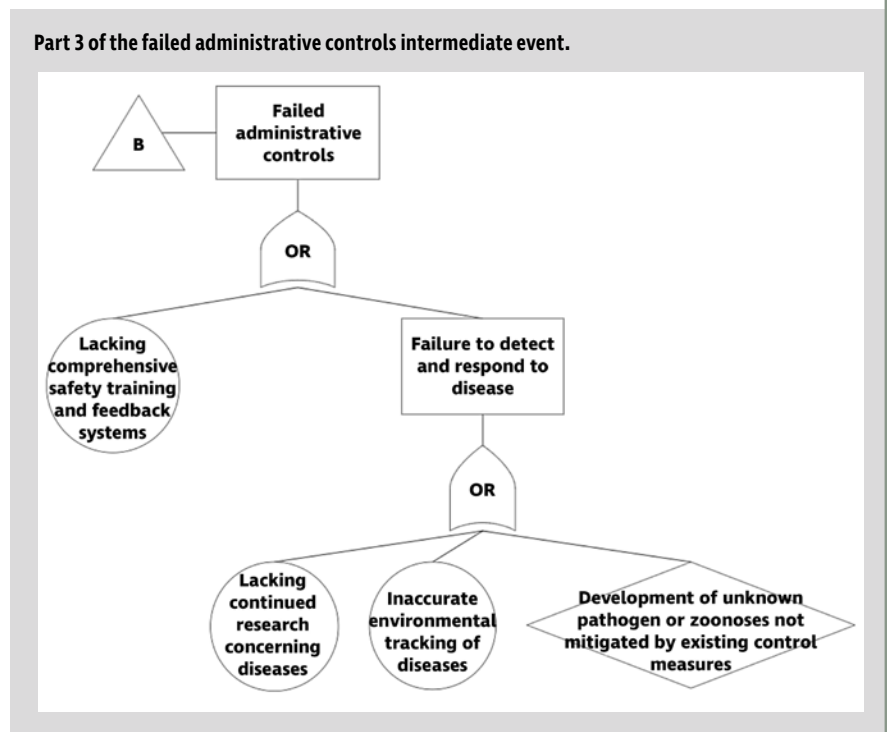 Part 3 of the failed administrative controls intermediate event.
B
Failed
administrative
controls
OR
Lacking
comprehensive
safety training
and feedback
systems
Failure to detect
and respond to
disease
OR
Lacking
continued
research
concerning
diseases
Inaccurate
environmental
tracking of
diseases
Development of unknown
pathogen or zoonoses not
mitigated by existing control
measures